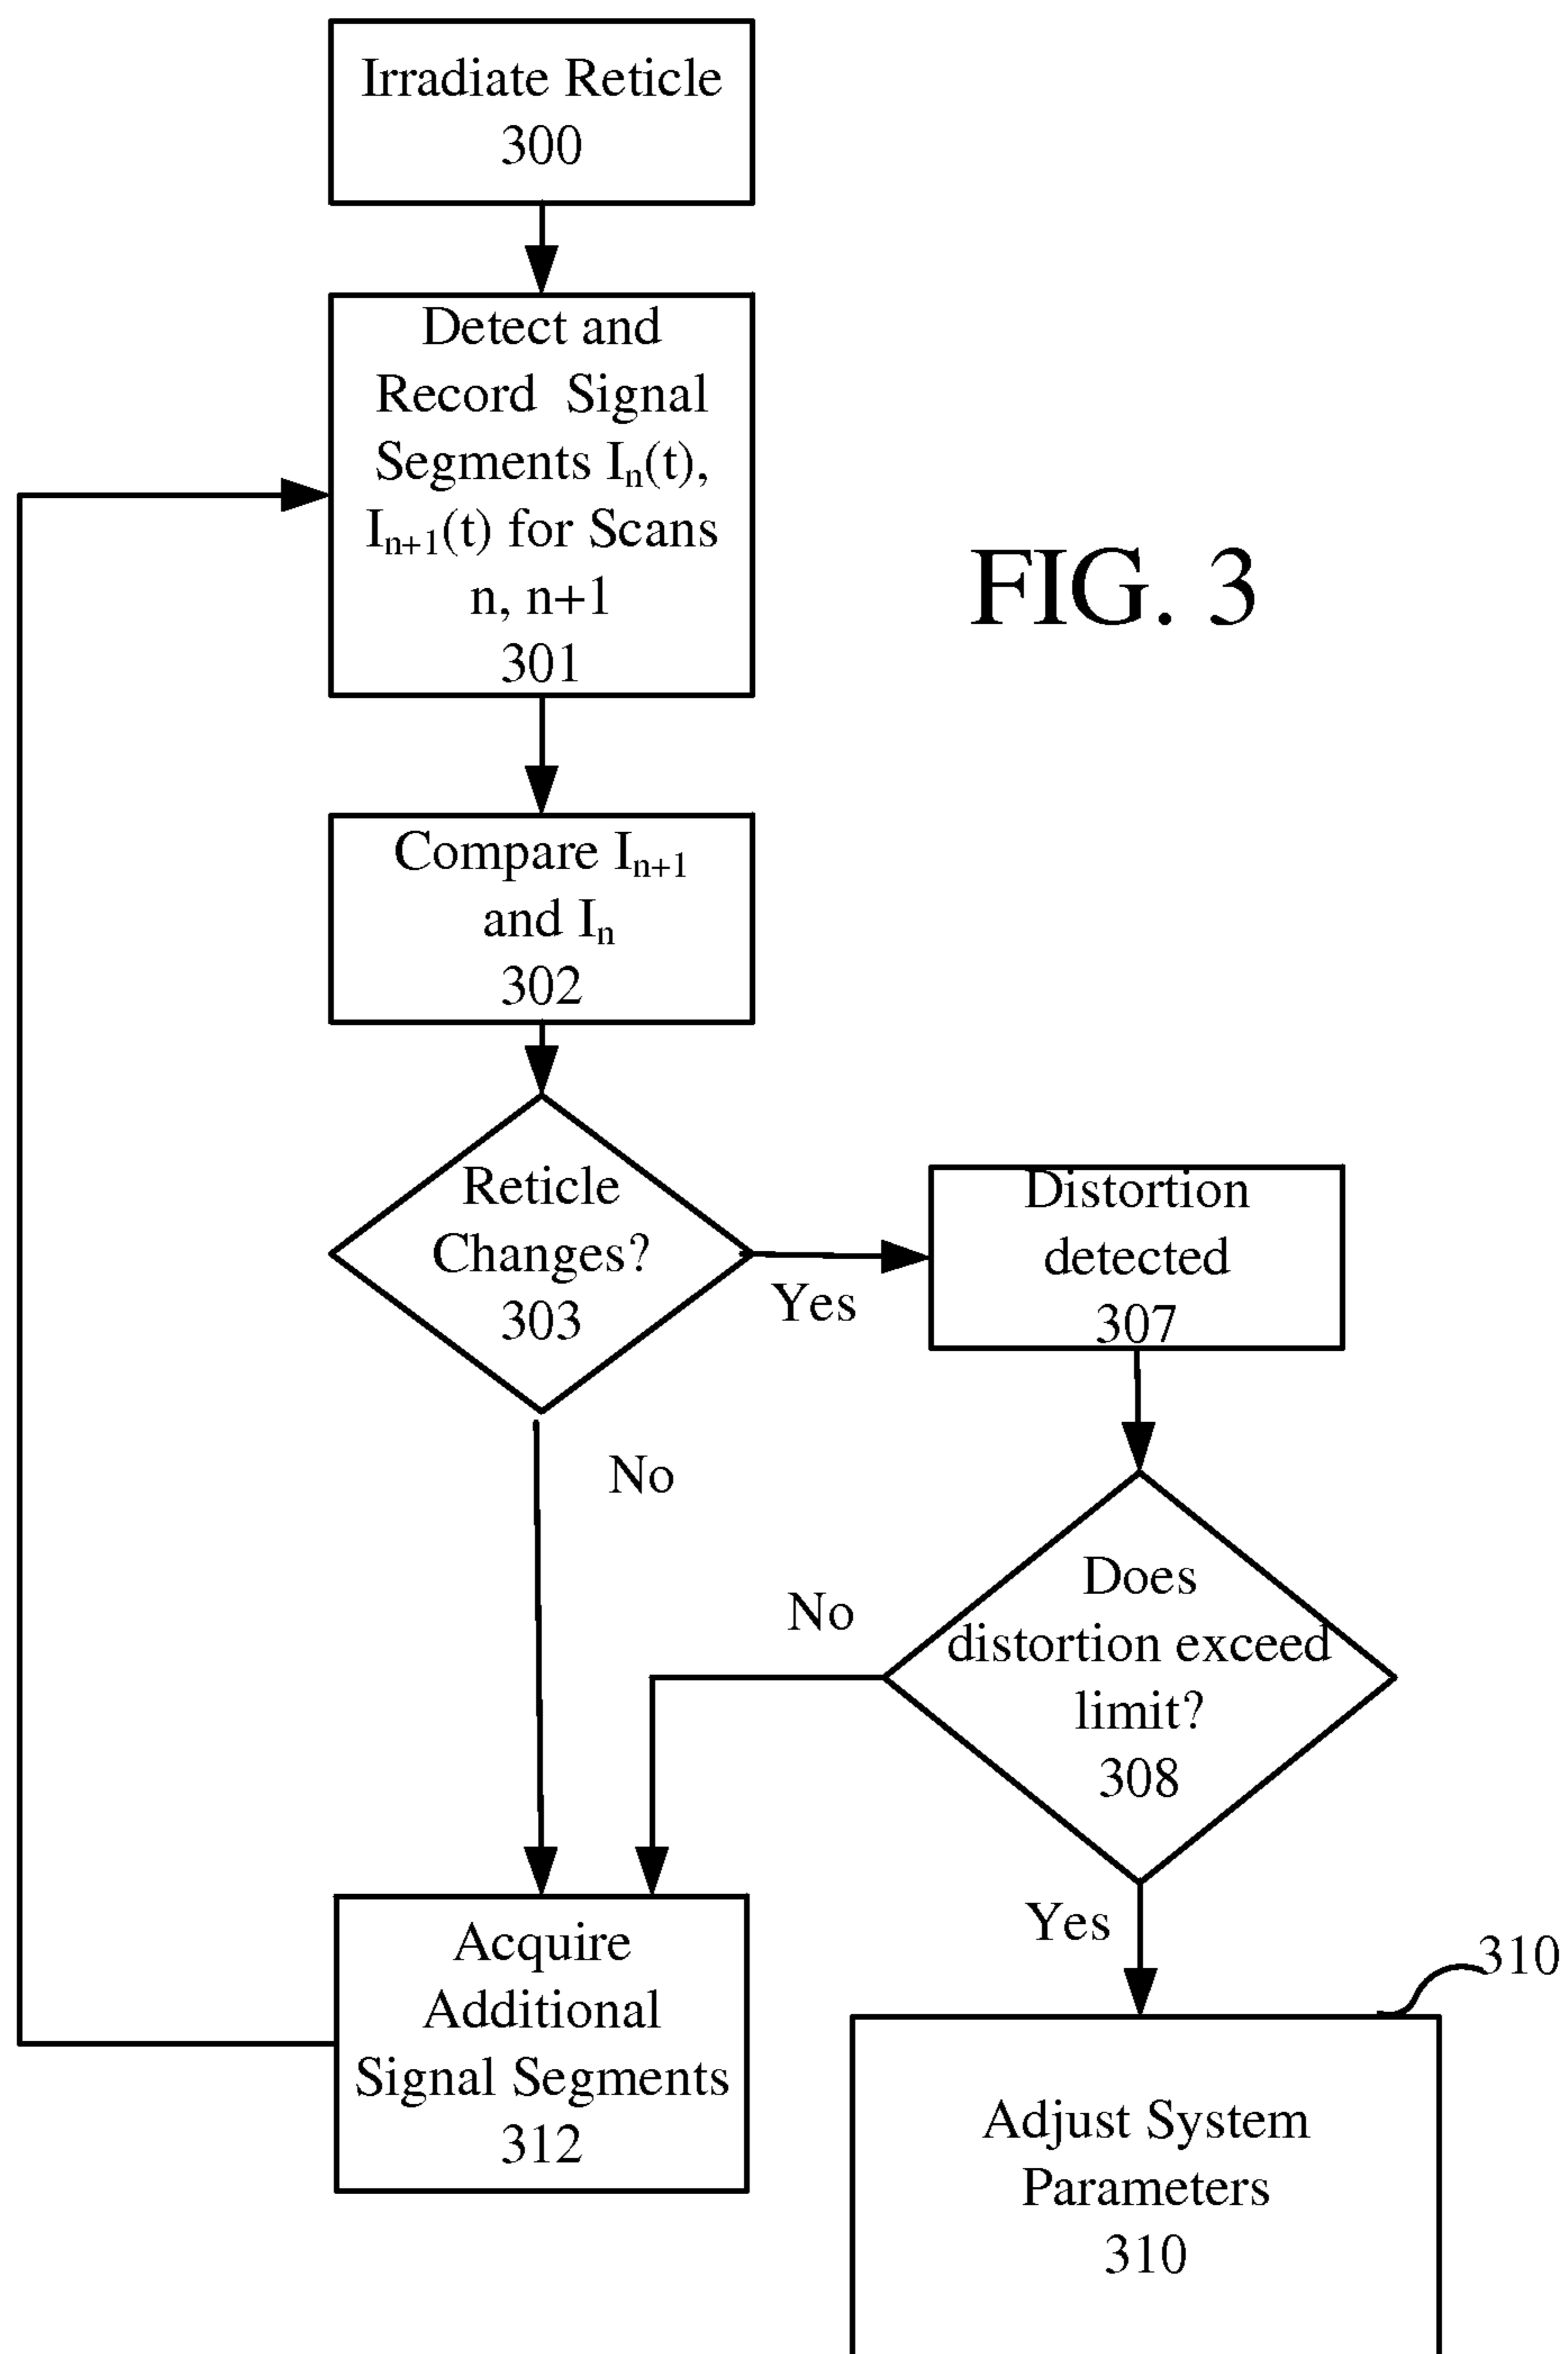 Irradiate Reticle
300
Detect and
Record Signal
Segments Iₙ(t),
Iₙ₊₁(t) for Scans
n, n+1
301
FIG. 3
Compare Iₙ₊₁
and Iₙ
302
Reticle
Changes?
303
Yes
Distortion
detected
307
No
Does
distortion exceed
limit?
308
No
Yes
310
Acquire
Additional
Signal Segments
312
Adjust System
Parameters
310